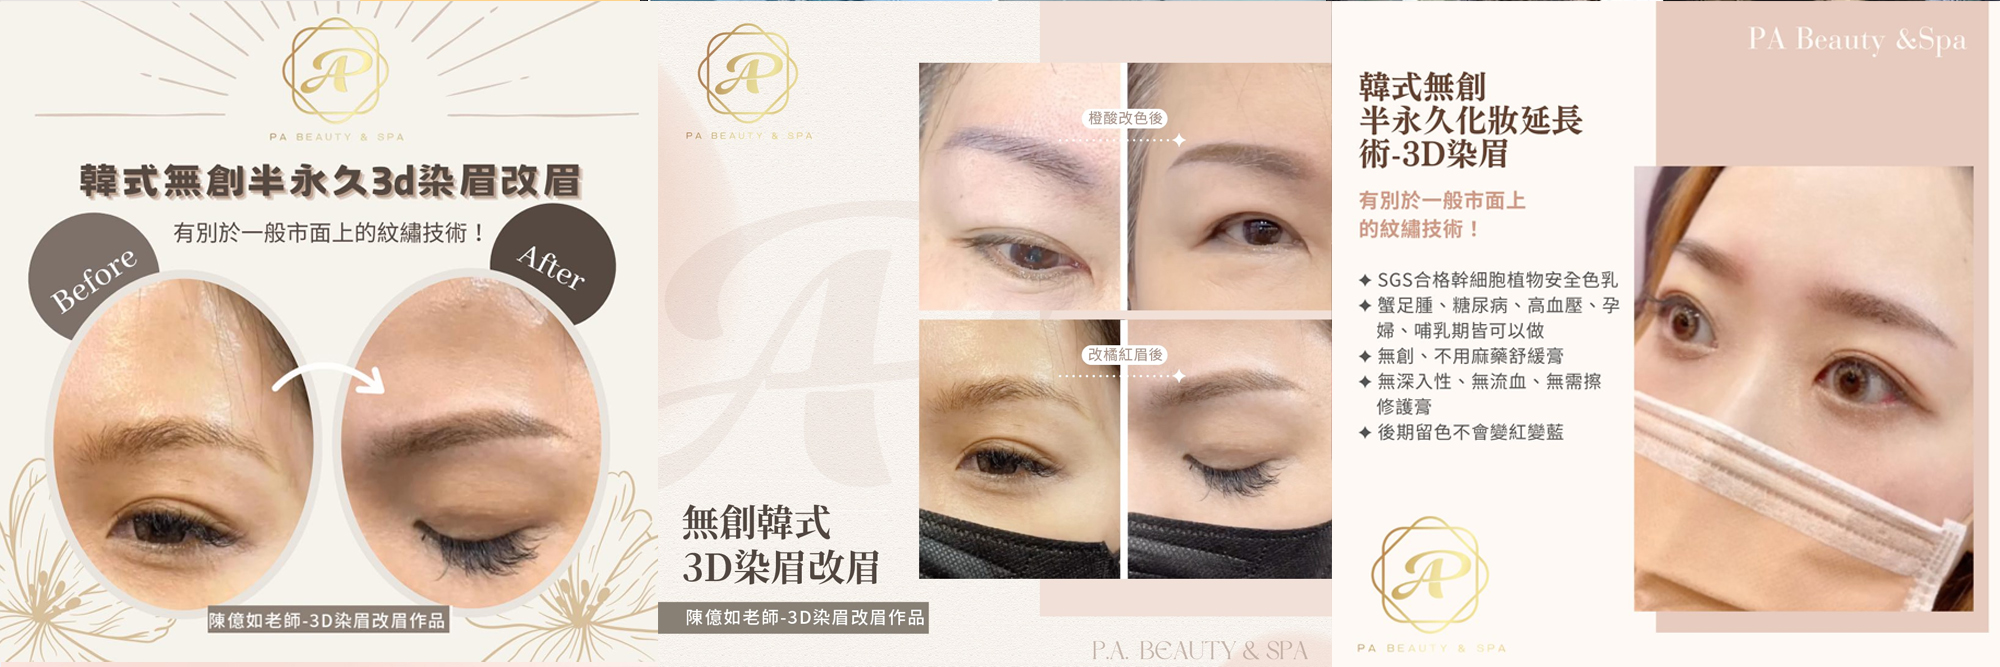 AP
PA BEAUTY & SPA
韓式無創半永久3d染眉改眉
有別於一般市面上的紋繡技術！
Before
After
陳億如老師-3D染眉改眉作品
AP
PA BEAUTY & SPA
橙酸改色後
改橘紅眉後
無創韓式
3D染眉改眉
陳億如老師-3D染眉改眉作品
P.A. BEAUTY & SPA
PA Beauty &Spa
韓式無創
半永久化妝延長
術-3D染眉
有別於一般市面上
的紋繡技術！
✦ SGS合格幹細胞植物安全色乳
✦ 蟹足腫、糖尿病、高血壓、孕
婦、哺乳期皆可以做
✦ 無創、不用麻藥舒緩膏
✦ 無深入性、無流血、無需擦
修護膏
✦ 後期留色不會變紅變藍
AP
PA BEAUTY & SPA